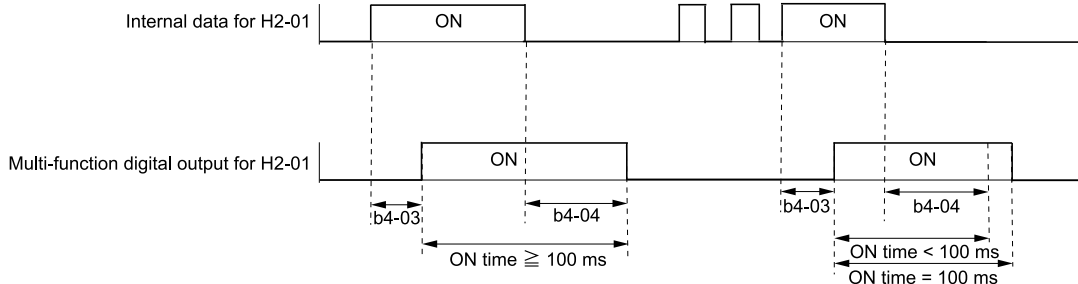 Internal data for H2-01
ON
ON
Multi-function digital output for H2-01
ON
ON
b4-03
b4-04
b4-03
b4-04
ON time ≧ 100 ms
ON time < 100 ms
ON time = 100 ms